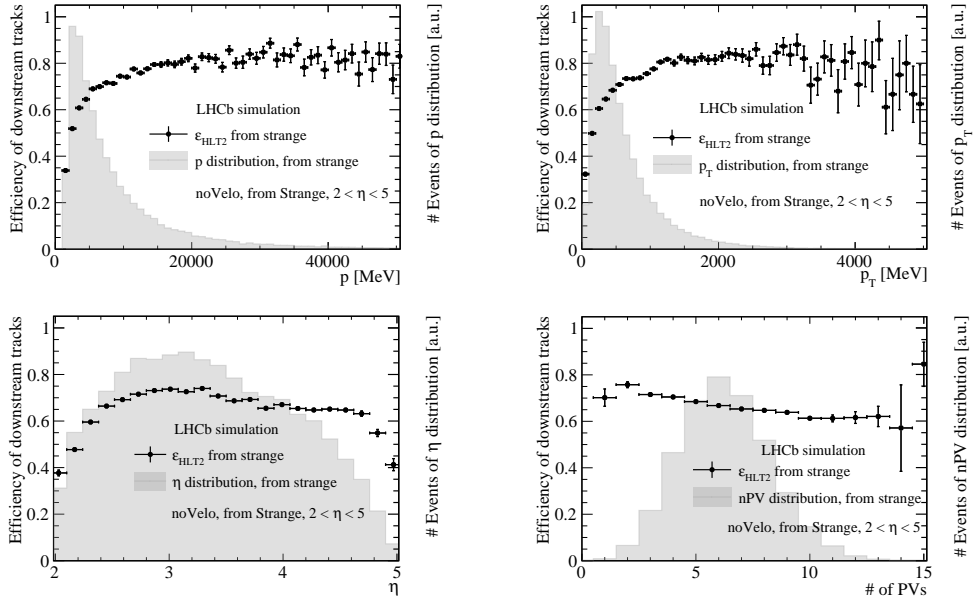 Efficiency of downstream tracks
1
0.8
0.6
0.4
0.2
0
LHCb simulation
ε_HLT2 from strange
p distribution, from strange
noVelo, from Strange, 2 < η < 5
0 20000 40000
p [MeV]
# Events of p distribution [a.u.]
Efficiency of downstream tracks
1
0.8
0.6
0.4
0.2
0
LHCb simulation
ε_HLT2 from strange
p_T distribution, from strange
noVelo, from Strange, 2 < η < 5
0 2000 4000
p_T [MeV]
# Events of p_T distribution [a.u.]
Efficiency of downstream tracks
1
0.8
0.6
0.4
0.2
0
LHCb simulation
ε_HLT2 from strange
η distribution, from strange
noVelo, from Strange, 2 < η < 5
2 3 4 5
η
# Events of η distribution [a.u.]
Efficiency of downstream tracks
1
0.8
0.6
0.4
0.2
0
LHCb simulation
ε_HLT2 from strange
nPV distribution, from strange
noVelo, from Strange, 2 < η < 5
0 5 10 15
# of PVs
# Events of nPV distribution [a.u.]